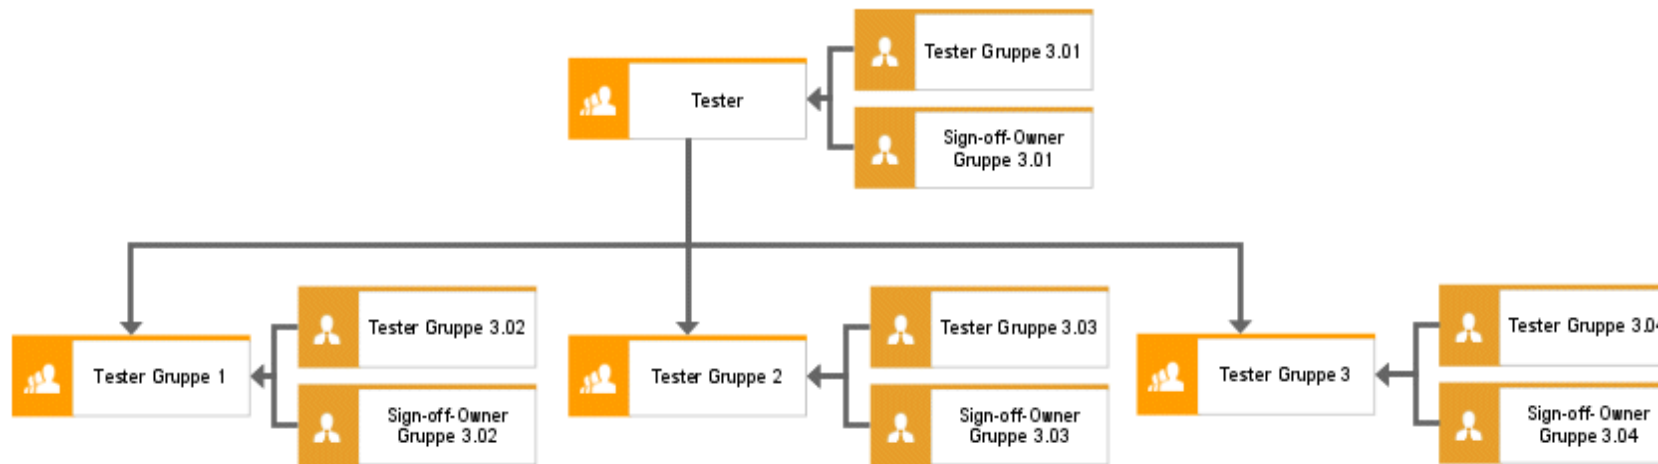 Tester Gruppe 3.01
Tester
Sign-off-Owner
Gruppe 3.01
Tester Gruppe 3.02
Tester Gruppe 3.03
Tester Gruppe 3.04
Tester Gruppe 1
Tester Gruppe 2
Tester Gruppe 3
Sign-off-Owner
Gruppe 3.02
Sign-off-Owner
Gruppe 3.03
Sign-off-Owner
Gruppe 3.04